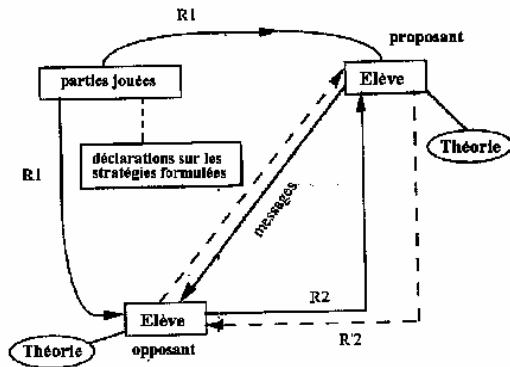 R1
proposant
parties jouées
Elève
Théorie
déclarations sur les
stratégies formulées
R1
messages
R2
Elève
R'2
Théorie
opposant